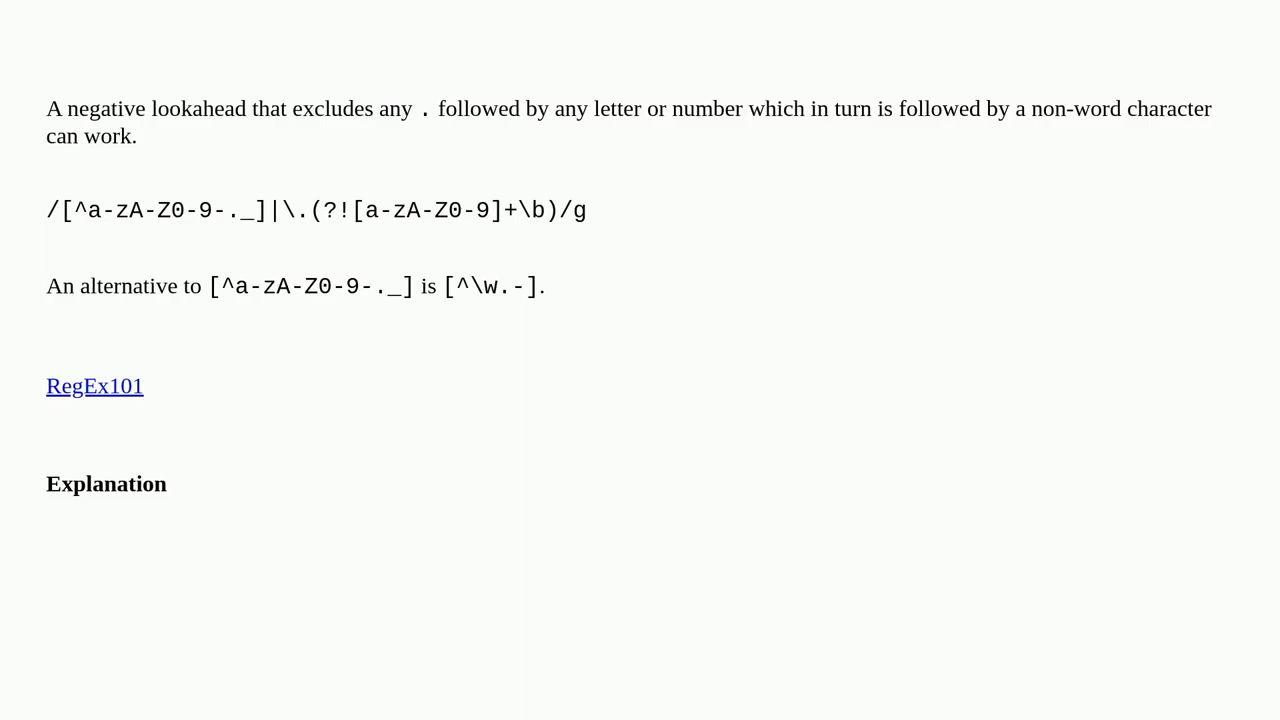 A negative lookahead that excludes any . followed by any letter or number which in turn is followed by a non-word character
can work.
/[^a-zA-Z0-9-._]|\.(?![a-zA-Z0-9]+\b)/g
An alternative to [^a-zA-Z0-9-._] is [^\w.-].
RegEx101
Explanation